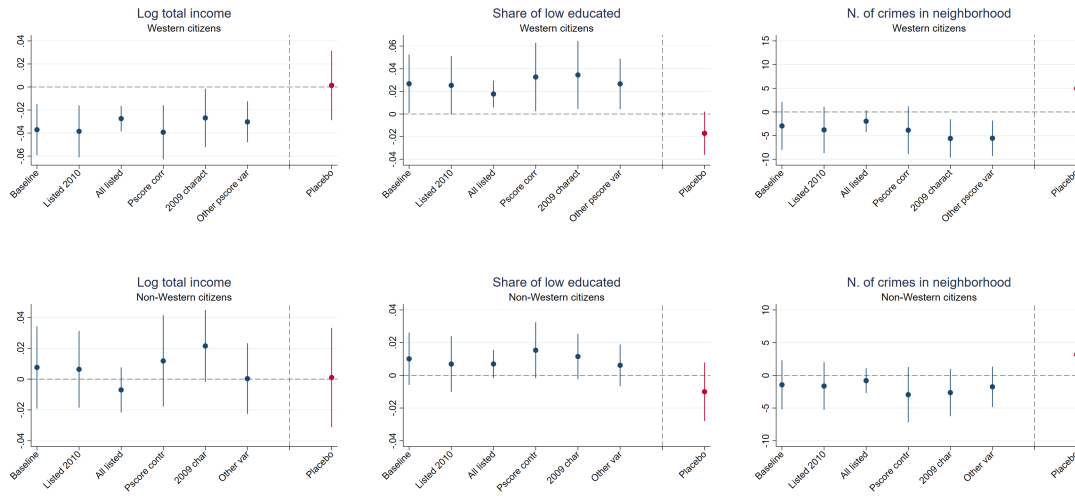 Log total income
Western citizens
.04
.02
0
-.02
-.04
-.06
Baseline
Listed 2010
All listed
Pscore corr
2009 charact
Other pscore var
Placebo
Share of low educated
Western citizens
.06
.04
.02
0
-.02
-.04
Baseline
Listed 2010
All listed
Pscore corr
2009 charact
Other pscore var
Placebo
N. of crimes in neighborhood
Western citizens
15
10
5
0
-5
-10
Baseline
Listed 2010
All listed
Pscore corr
2009 charact
Other pscore var
Placebo
Log total income
Non-Western citizens
.04
.02
0
-.02
-.04
Baseline
Listed 2010
All listed
Pscore contr
2009 char
Other var
Placebo
Share of low educated
Non-Western citizens
.04
.02
0
-.02
-.04
Baseline
Listed 2010
All listed
Pscore contr
2009 char
Other var
Placebo
N. of crimes in neighborhood
Non-Western citizens
10
5
0
-5
-10
Baseline
Listed 2010
All listed
Pscore contr
2009 char
Other var
Placebo